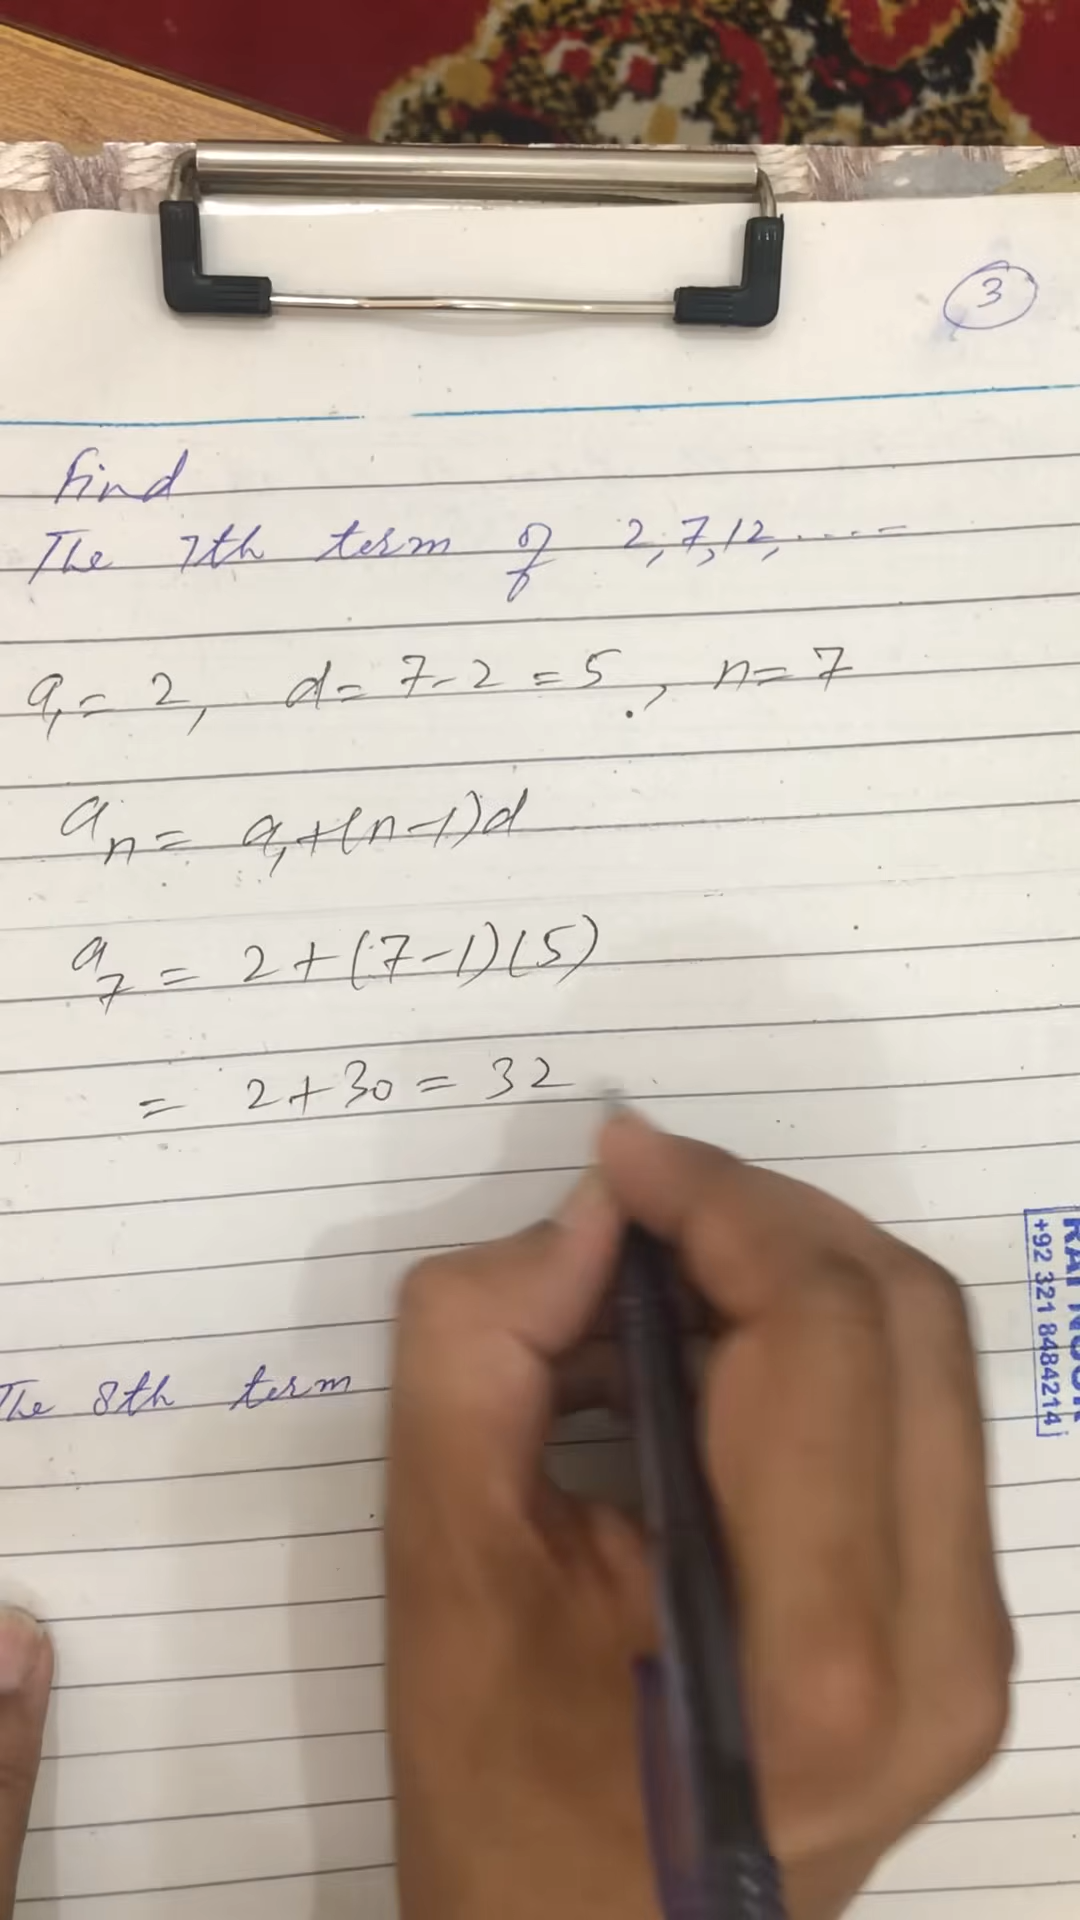 3
Find
The 7th term of 2, 7, 12, ....
a₁ = 2, d = 7-2 = 5, n = 7
aₙ = a₁+(n-1)d
a₇ = 2+(7-1)(5)
= 2+30 = 32
The 8th term
+92 321 8484214